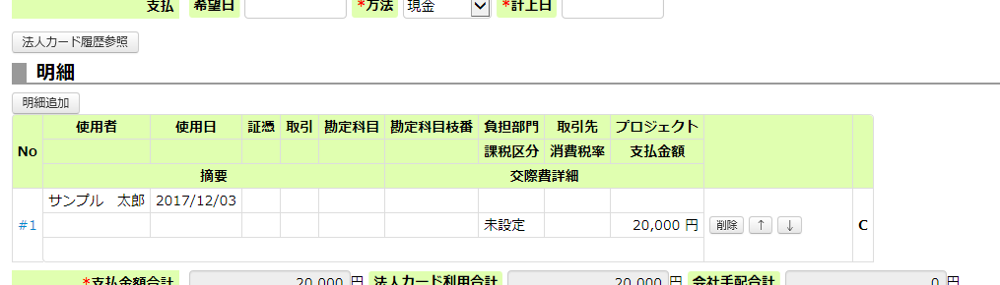 支払 希望日 *方法 現金 *計上日
法人カード履歴参照
明細
明細追加
No 使用者 使用日 証憑 取引 勘定科目 勘定科目枝番 負担部門 取引先 プロジェクト
課税区分 消費税率 支払金額
摘要 交際費詳細
サンプル 太郎 2017/12/03
#1 未設定 20,000 円 削除 ↑ ↓ C
*支払金額合計 20,000 円 法人カード利用合計 20,000 円 会社手配合計 0 円